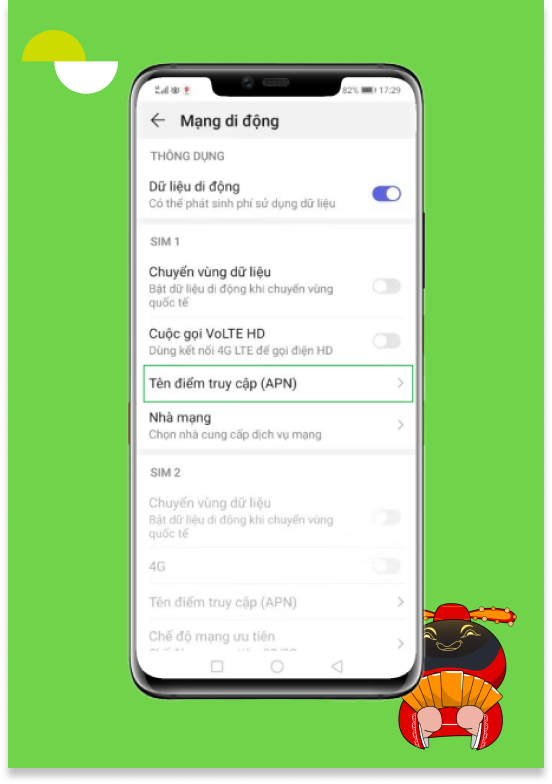 82% 17:29
Mạng di động
THÔNG DỤNG
Dữ liệu di động
Có thể phát sinh phí sử dụng dữ liệu
SIM 1
Chuyển vùng dữ liệu
Bật dữ liệu di động khi chuyển vùng
quốc tế
Cuộc gọi VoLTE HD
Dùng kết nối 4G LTE để gọi điện HD
Tên điểm truy cập (APN)
Nhà mạng
Chọn nhà cung cấp dịch vụ mạng
SIM 2
Chuyển vùng dữ liệu
Bật dữ liệu di động khi chuyển vùng
quốc tế
4G
Tên điểm truy cập (APN)
Chế độ mạng ưu tiên